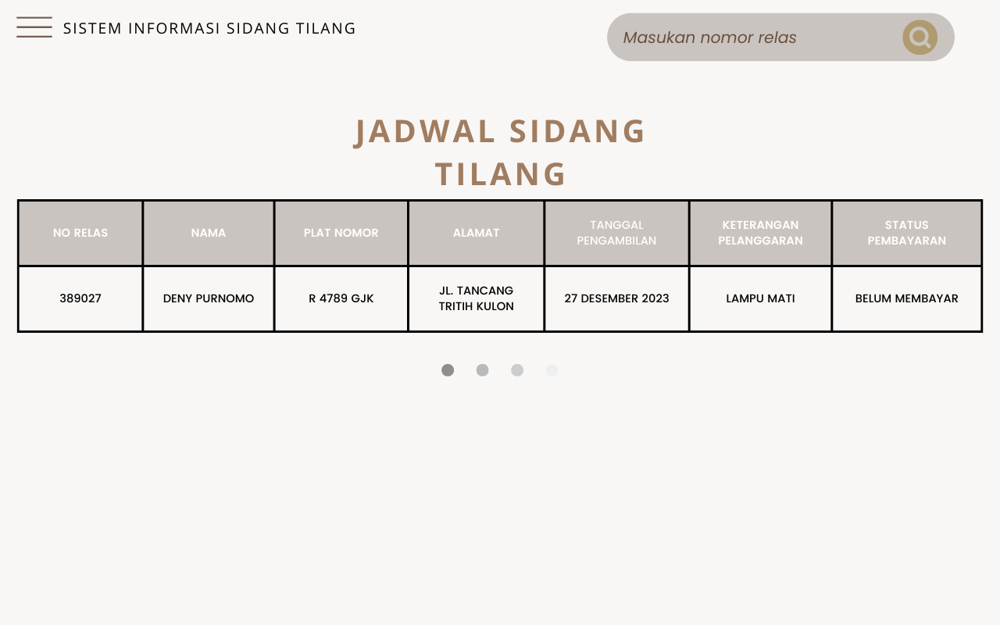 SISTEM INFORMASI SIDANG TILANG
Masukan nomor relas
JADWAL SIDANG
TILANG
NO RELAS
NAMA
PLAT NOMOR
ALAMAT
TANGGAL
PENGAMBILAN
KETERANGAN
PELANGGARAN
STATUS
PEMBAYARAN
389027
DENY PURNOMO
R 4789 GJK
JL. TANCANG
TRITIH KULON
27 DESEMBER 2023
LAMPU MATI
BELUM MEMBAYAR